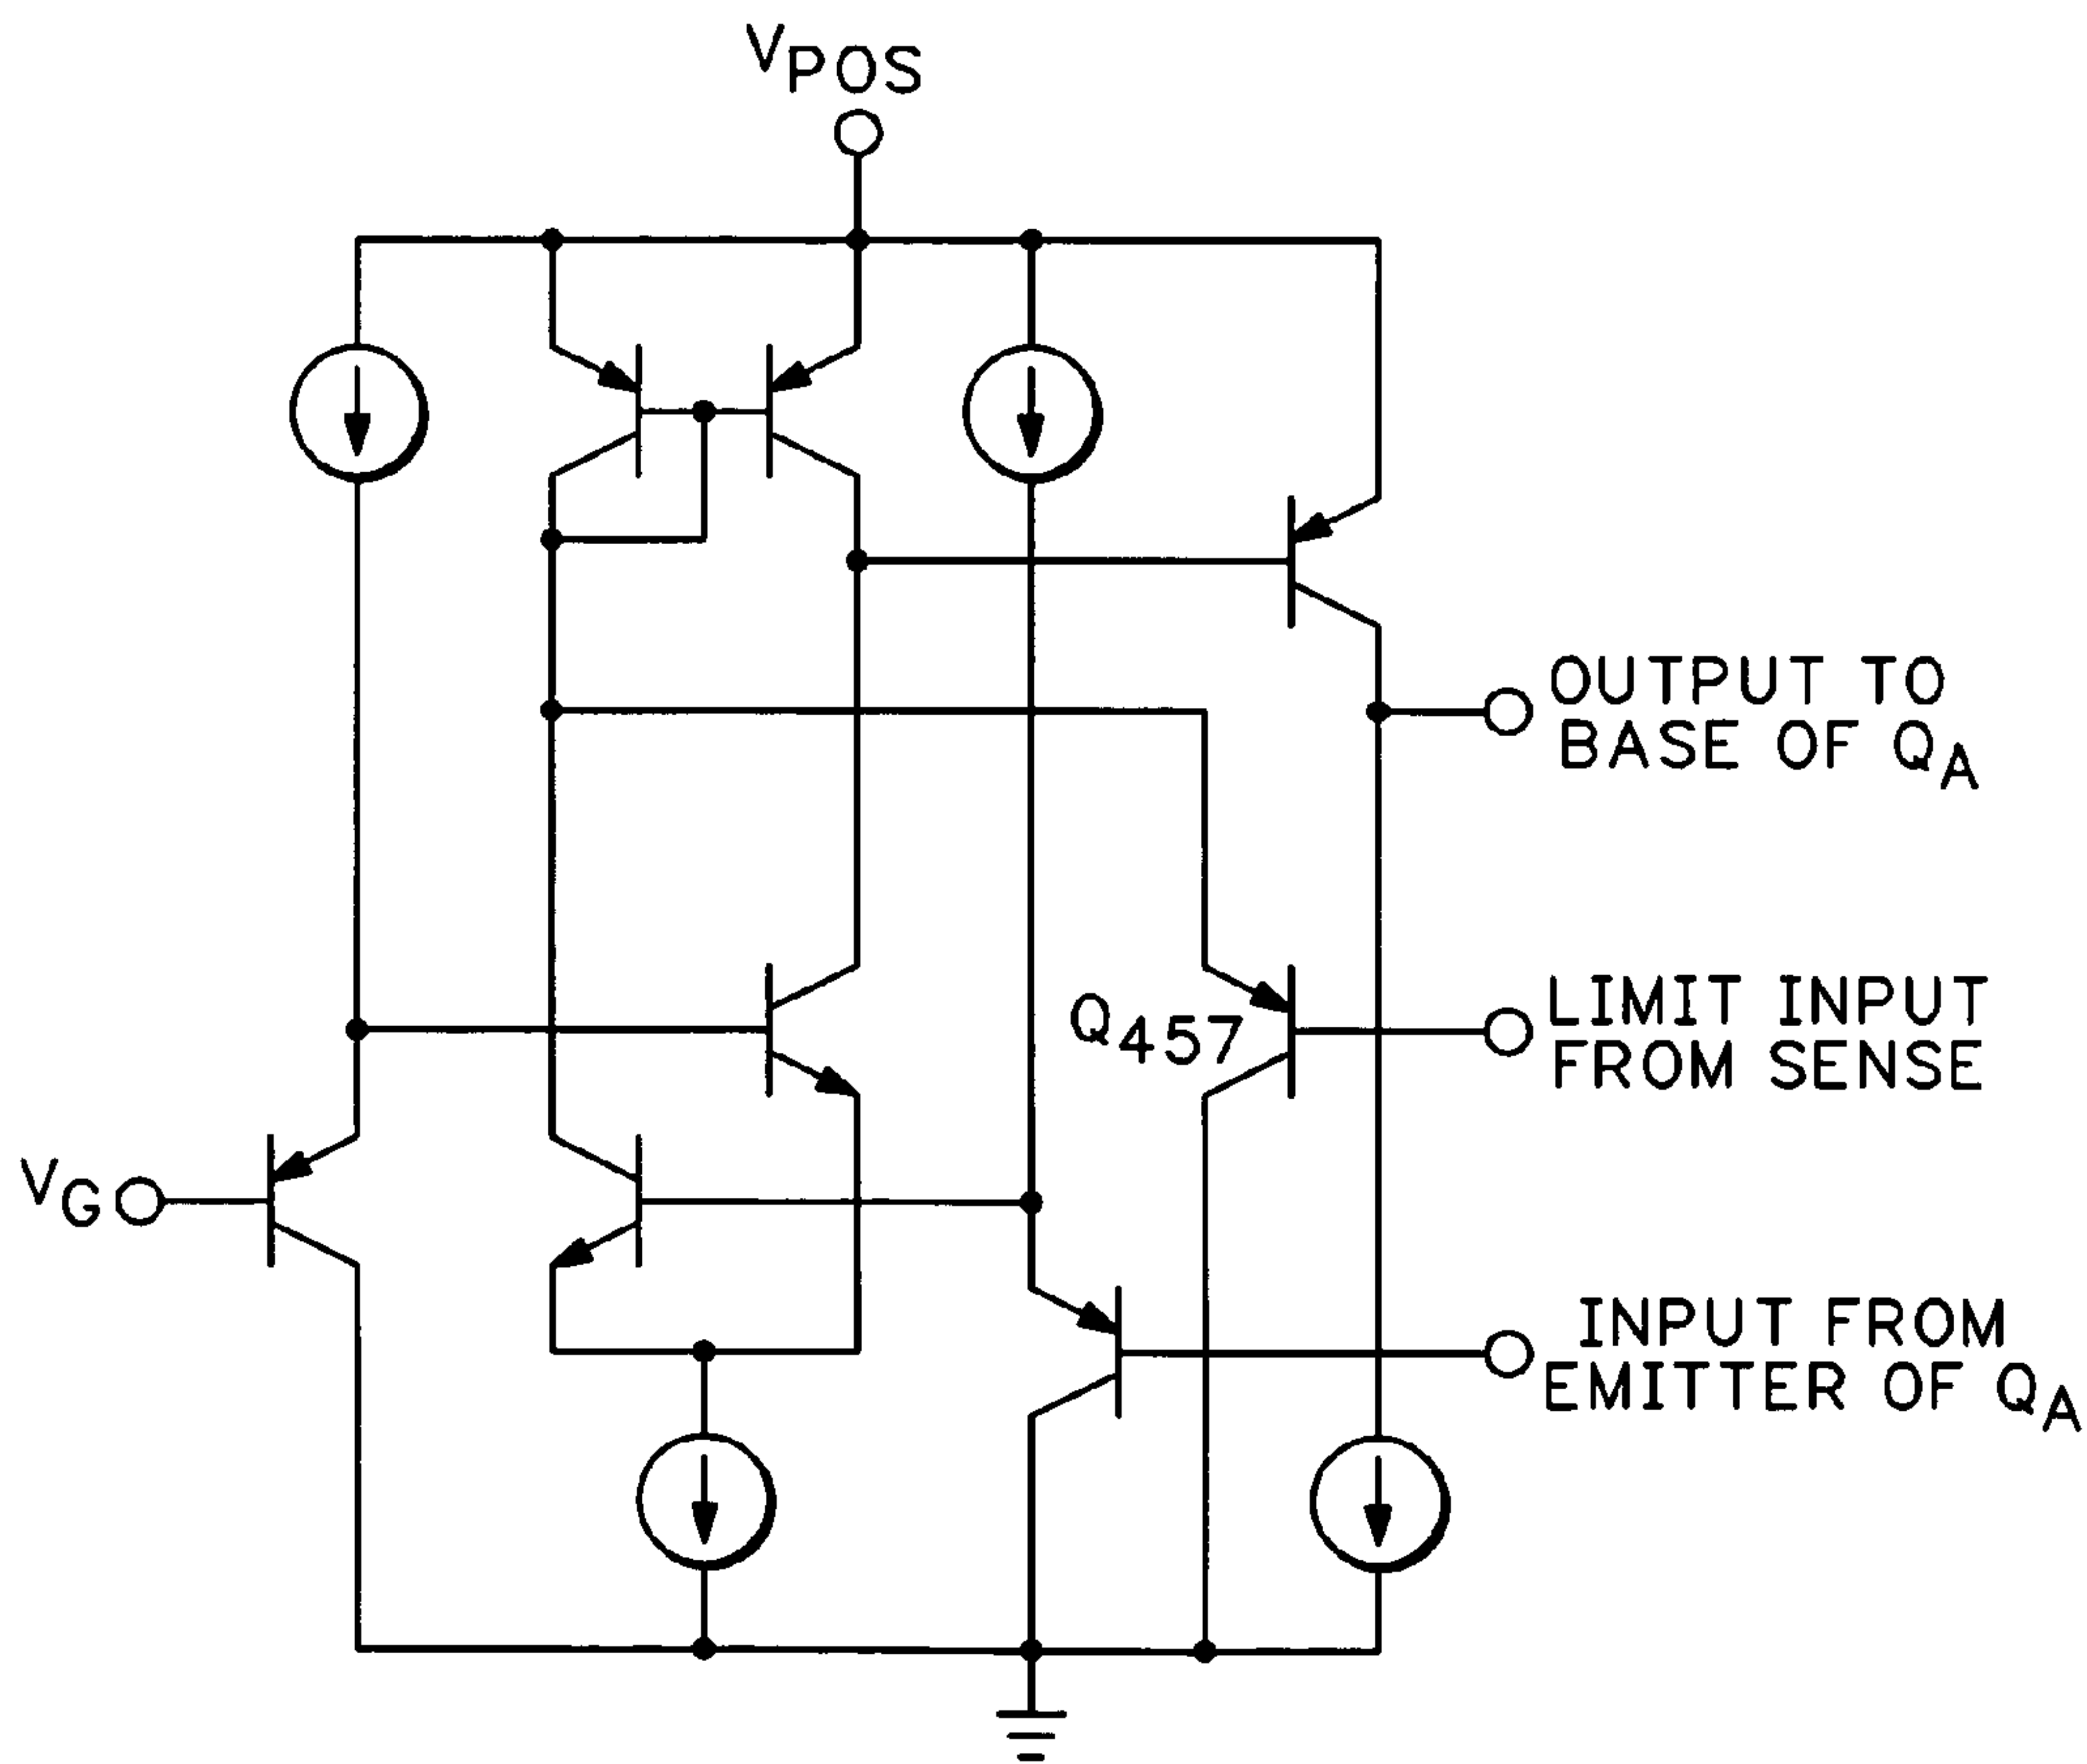 VPOS
OUTPUT TO
BASE OF QA
Q457
LIMIT INPUT
FROM SENSE
VG
INPUT FROM
EMITTER OF QA